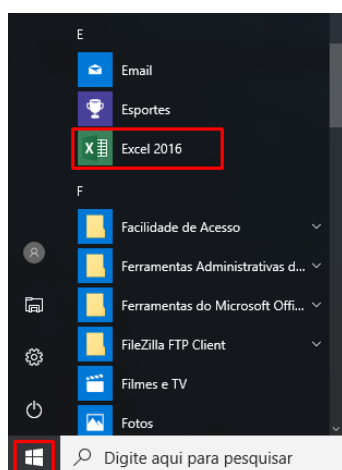 E
Email
Esportes
Excel 2016
F
Facilidade de Acesso
Ferramentas Administrativas d...
Ferramentas do Microsoft Offi...
FileZilla FTP Client
Filmes e TV
Fotos
Digite aqui para pesquisar